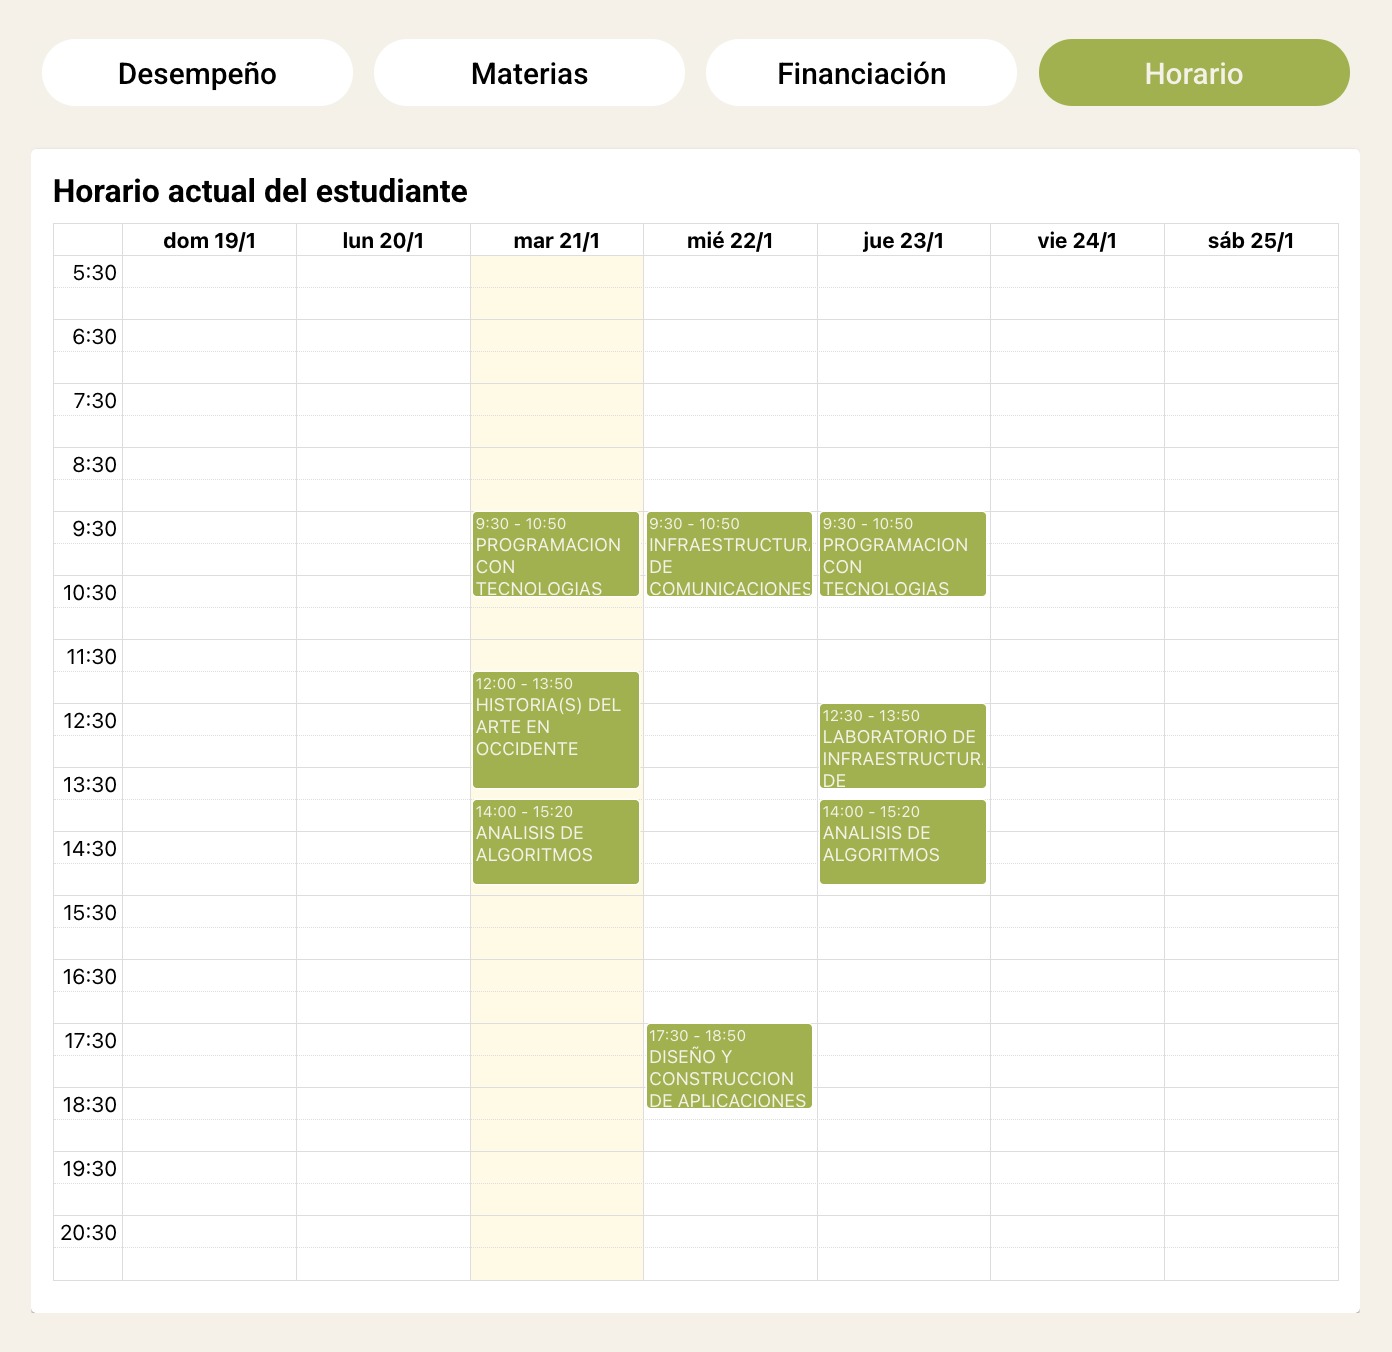 Desempeño
Materias
Financiación
Horario
Horario actual del estudiante
dom 19/1
lun 20/1
mar 21/1
mié 22/1
jue 23/1
vie 24/1
sáb 25/1
5:30
6:30
7:30
8:30
9:30
9:30 - 10:50
PROGRAMACION
CON
TECNOLOGIAS
9:30 - 10:50
INFRAESTRUCTURA
DE
COMUNICACIONES
9:30 - 10:50
PROGRAMACION
CON
TECNOLOGIAS
10:30
11:30
12:00 - 13:50
HISTORIA(S) DEL
ARTE EN
OCCIDENTE
12:30
12:30 - 13:50
LABORATORIO DE
INFRAESTRUCTURA
DE
13:30
14:00 - 15:20
ANALISIS DE
ALGORITMOS
14:00 - 15:20
ANALISIS DE
ALGORITMOS
14:30
15:30
16:30
17:30
17:30 - 18:50
DISEÑO Y
CONSTRUCCION
DE APLICACIONES
18:30
19:30
20:30